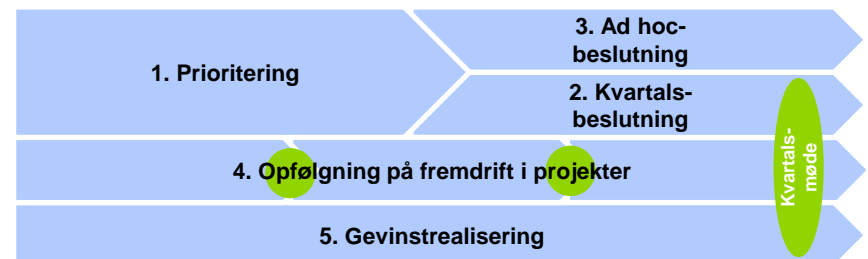 3. Ad hoc-
beslutning
1. Prioritering
2. Kvartals-
beslutning
4. Opfølgning på fremdrift i projekter
Kvartals-
møde
5. Gevinstrealisering